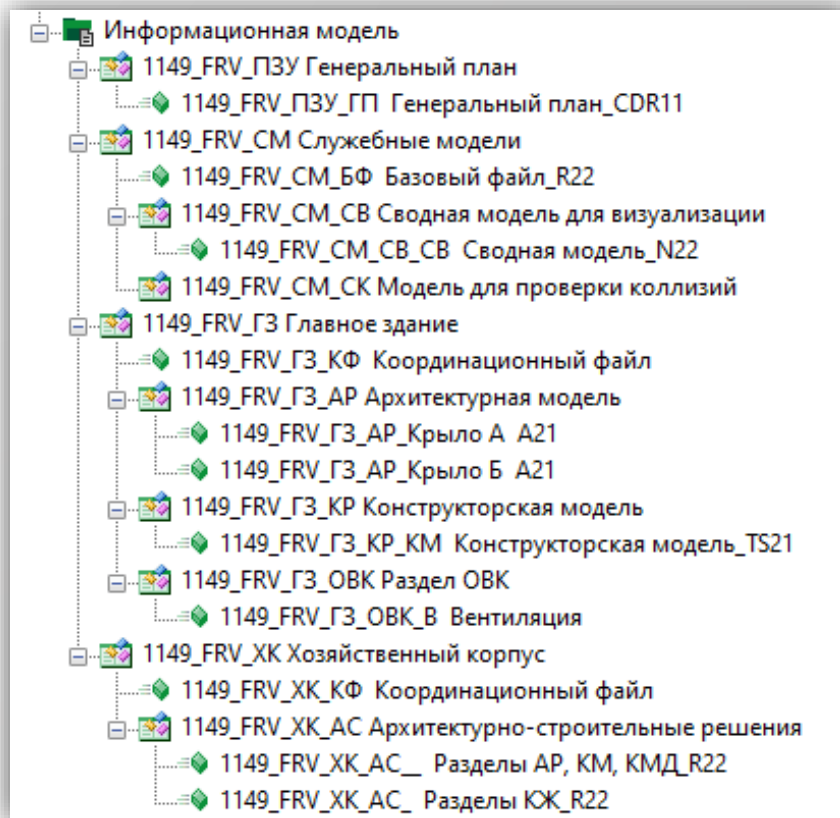 Информационная модель
1149_FRV_ПЗУ Генеральный план
1149_FRV_ПЗУ_ГП Генеральный план_CDR11
1149_FRV_СМ Служебные модели
1149_FRV_СМ_БФ Базовый файл_R22
1149_FRV_СМ_СВ Сводная модель для визуализации
1149_FRV_СМ_СВ_СВ Сводная модель_N22
1149_FRV_СМ_СК Модель для проверки коллизий
1149_FRV_ГЗ Главное здание
1149_FRV_ГЗ_КФ Координационный файл
1149_FRV_ГЗ_АР Архитектурная модель
1149_FRV_ГЗ_АР_Крыло А A21
1149_FRV_ГЗ_АР_Крыло Б A21
1149_FRV_ГЗ_КР Конструкторская модель
1149_FRV_ГЗ_КР_КМ Конструкторская модель_TS21
1149_FRV_ГЗ_ОВК Раздел ОВК
1149_FRV_ГЗ_ОВК_В Вентиляция
1149_FRV_ХК Хозяйственный корпус
1149_FRV_ХК_КФ Координационный файл
1149_FRV_ХК_АС Архитектурно-строительные решения
1149_FRV_ХК_АС__ Разделы АР, КМ, КМД_R22
1149_FRV_ХК_АС_ Разделы КЖ_R22